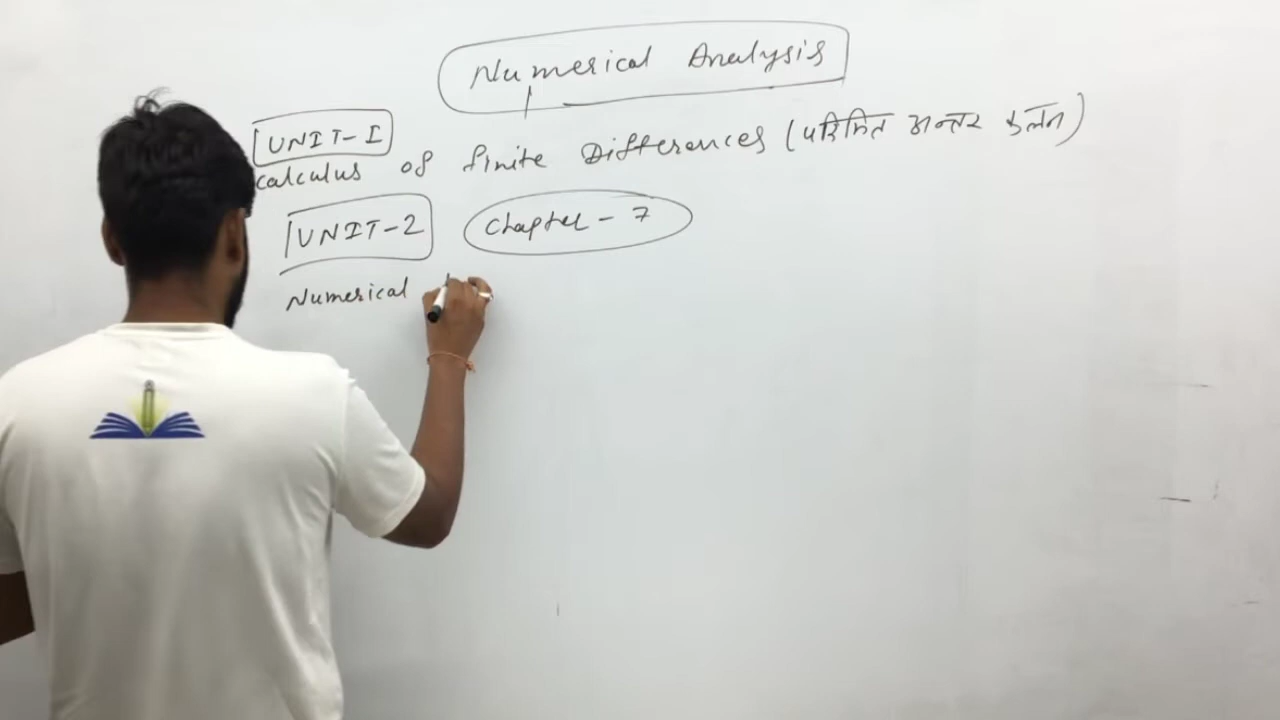 Numerical Analysis
UNIT-I
Calculus of finite Differences (परिमित अन्तर कलन)
UNIT-2 Chapter-7
Numerical